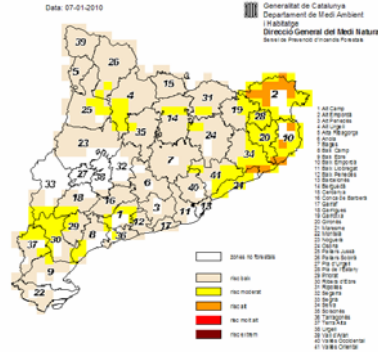 Data: 07-01-2010
Generalitat de Catalunya
Departament de Medi Ambient
i Habitatge
Direcció General del Medi Natural
Servei de Prevenció d'Incendis Forestals
39
26
5
15
4
31
2
19
25
14
28
35
20
10
23
7
34
32
27
38
33
41
24
3
40
18
6
1
12
11
13
37
30
29
8
36
17
9
22
zones no forestals
risc baix
risc moderat
risc alt
risc molt alt
risc extrem
1 Alt Camp
2 Alt Empordà
3 Alt Penedès
4 Alt Urgell
5 Alta Ribagorça
6 Anoia
7 Bages
8 Baix Camp
9 Baix Ebre
10 Baix Empordà
11 Baix Llobregat
12 Baix Penedès
13 Barcelonès
14 Berguedà
15 Cerdanya
16 Conca de Barberà
17 Garraf
18 Garrigues
19 Garrotxa
20 Gironès
21 Maresme
22 Montsià
23 Noguera
24 Osona
25 Pallars Jussà
26 Pallars Sobirà
27 Pla d'Urgell
28 Pla de l'Estany
29 Priorat
30 Ribera d'Ebre
31 Ripollès
32 Segarra
33 Segrià
34 Selva
35 Solsonès
36 Tarragonès
37 Terra Alta
38 Urgell
39 Val d'Aran
40 Vallès Occidental
41 Vallès Oriental